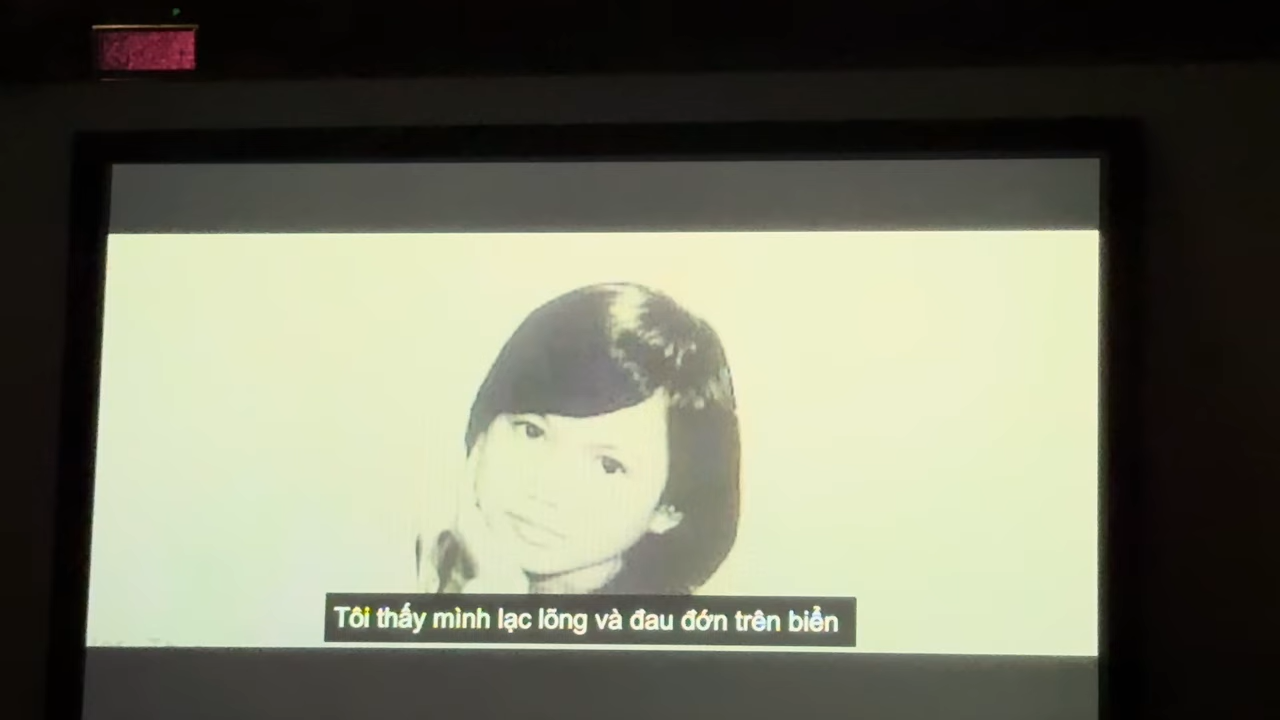 Tôi thấy mình lạc lõng và đau đớn trên biển